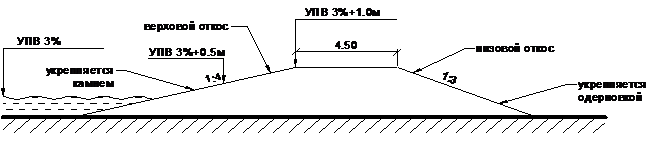 УПВ 3%+1.0м
верховой откос
УПВ 3%
4.50
УПВ 3%+0.5м
низовой откос
укрепляется
камнем
1:4
1:3
укрепляется
одерновкой